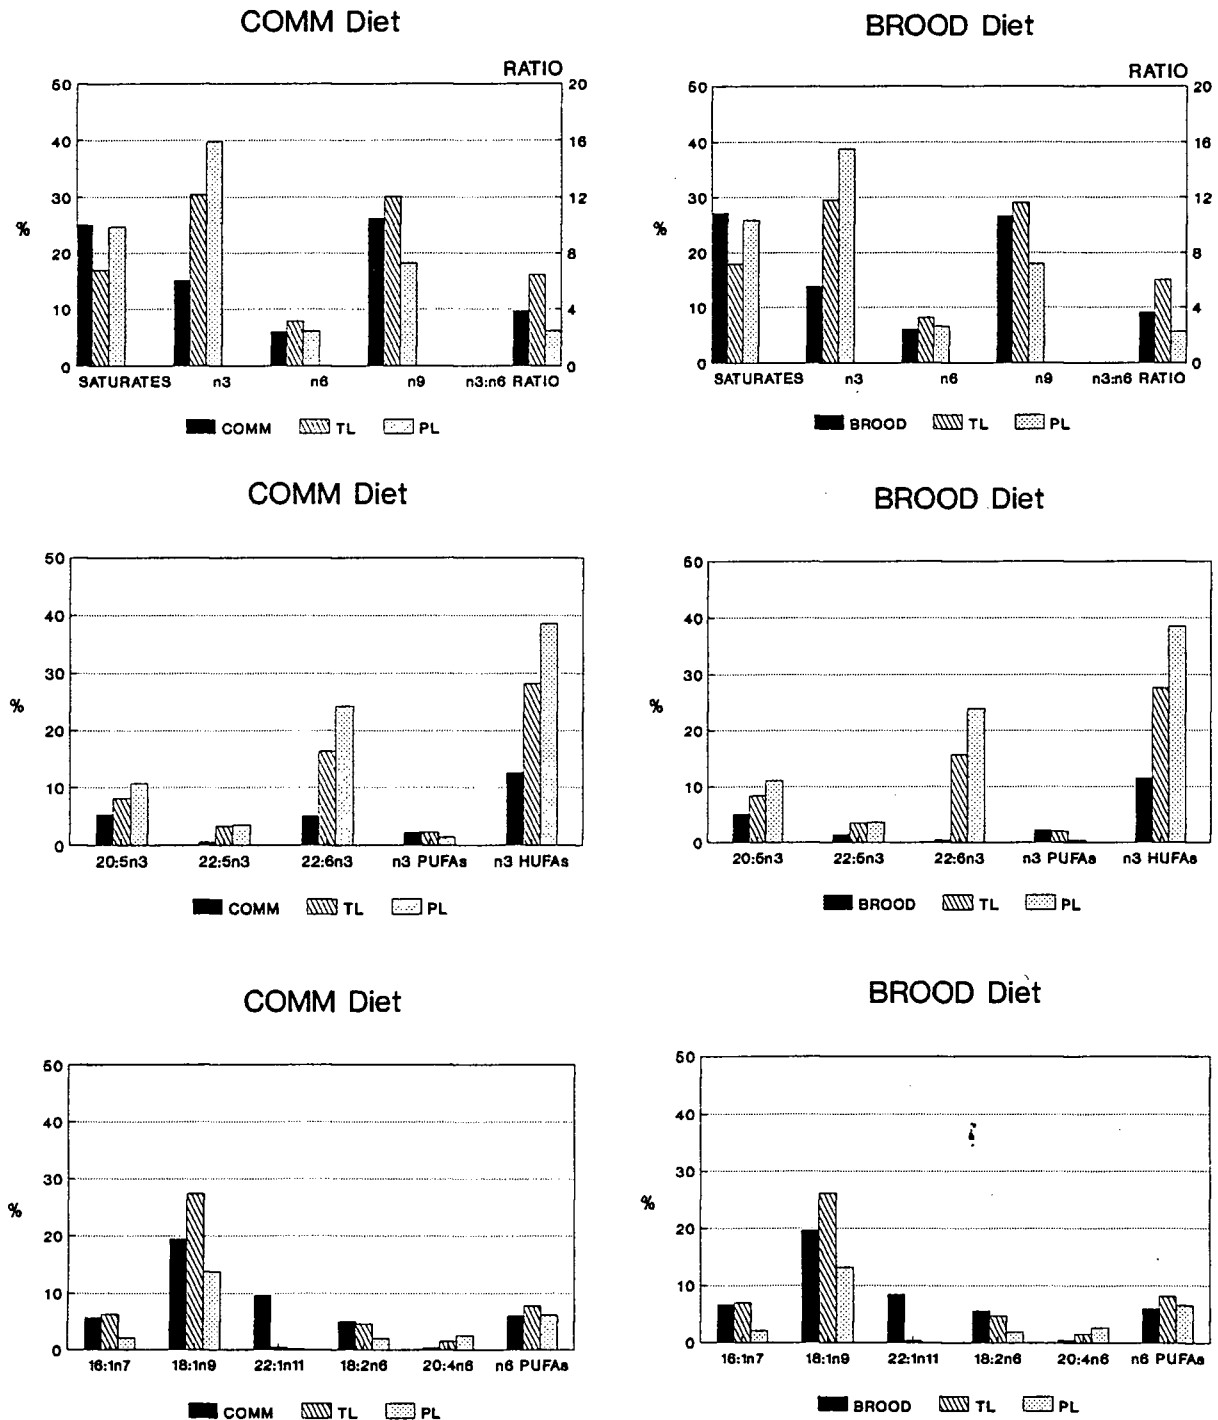 COMM Diet
RATIO
50 20
40 16
30 12
%
20 8
10 4
0 0
SATURATES n3 n6 n9 n3:n6 RATIO
COMM TL PL
BROOD Diet
RATIO
50 20
40 16
30 12
%
20 8
10 4
0 0
SATURATES n3 n6 n9 n3:n6 RATIO
BROOD TL PL
COMM Diet
50
40
30
%
20
10
0
20:5n3 22:5n3 22:6n3 n3 PUFAs n3 HUFAs
COMM TL PL
BROOD Diet
50
40
30
%
20
10
0
20:5n3 22:5n3 22:6n3 n3 PUFAs n3 HUFAs
BROOD TL PL
COMM Diet
50
40
30
%
20
10
0
16:1n7 18:1n9 22:1n11 18:2n6 20:4n6 n6 PUFAs
COMM TL PL
BROOD Diet
50
40
30
%
20
10
0
16:1n7 18:1n9 22:1n11 18:2n6 20:4n6 n6 PUFAs
BROOD TL PL